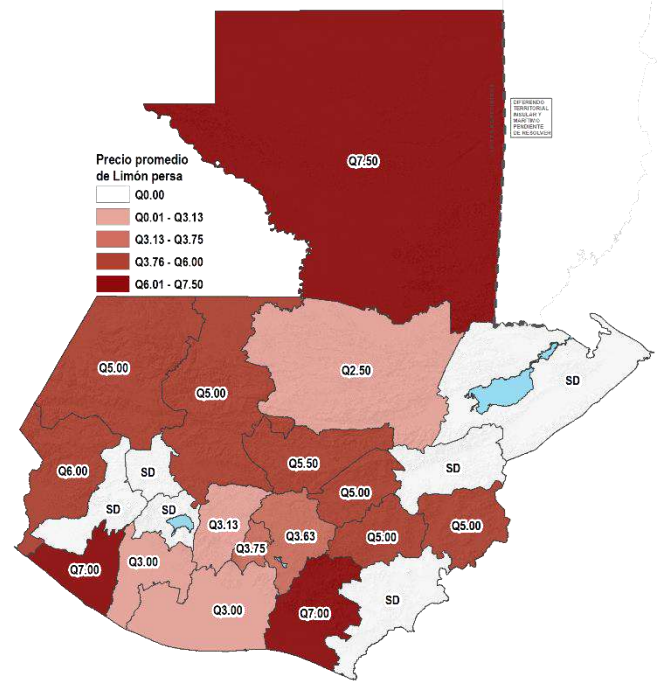 DIFERENDO
TERRITORIAL
INSULAR Y
MARÍTIMO
PENDIENTE
DE RESOLVER
Q7.50
Precio promedio
de Limón persa
Q0.00
Q0.01 - Q3.13
Q3.13 - Q3.75
Q3.76 - Q6.00
Q6.01 - Q7.50
Q5.00
Q5.00
Q2.50
SD
Q6.00
SD
Q5.50
SD
SD
SD
Q5.00
Q3.13
Q3.63
Q5.00
Q5.00
Q3.75
Q7.00
Q3.00
Q3.00
Q7.00
SD